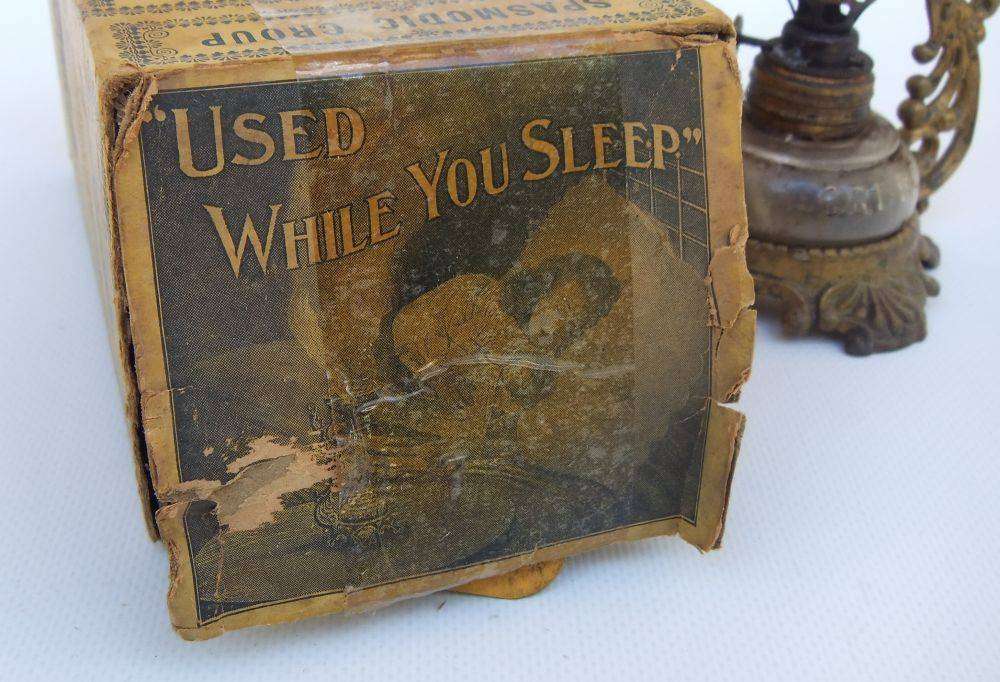 SPASMODIC CROUP
"USED
WHILE YOU SLEEP."